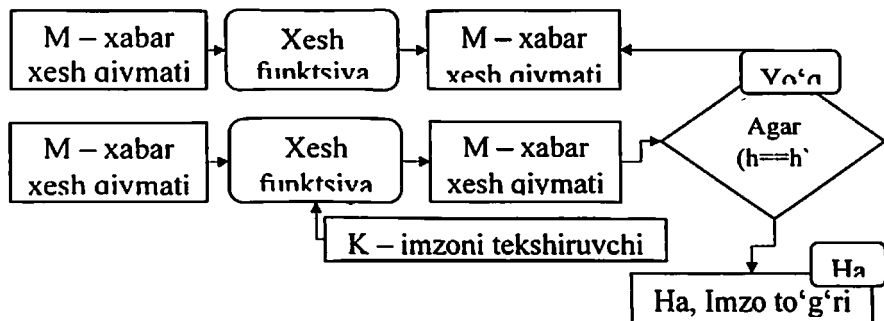 M – xabar
xesh qiymati
Xesh
funktsiya
M – xabar
xesh qiymati
Yo‘q
M – xabar
xesh qiymati
Xesh
funktsiya
M – xabar
xesh qiymati
Agar
(h==h`
K – imzoni tekshiruvchi
Ha
Ha, Imzo to‘g‘ri